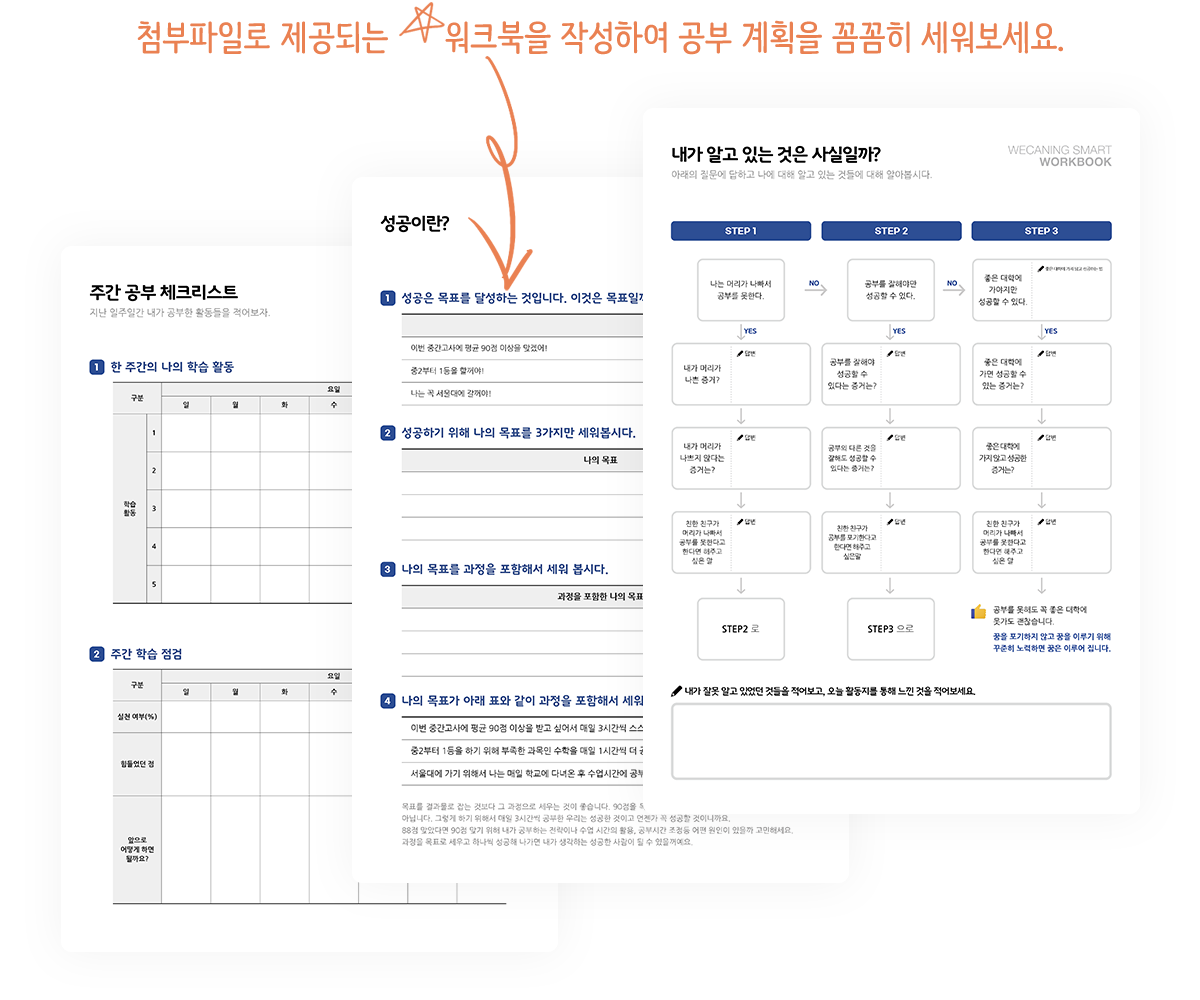 첨부파일로 제공되는 워크북을 작성하여 공부 계획을 꼼꼼히 세워보세요.
주간 공부 체크리스트
지난 일주일간 내가 공부한 활동들을 적어보자.
1 한 주간의 나의 학습 활동
구분
요일
일 월 화 수
학습
활동
1
2
3
4
5
2 주간 학습 점검
구분
요일
일 월 화 수
실천 여부(%)
힘들었던 점
앞으로
어떻게 하면
될까요?
성공이란?
1 성공은 목표를 달성하는 것입니다. 이것은 목표일까
이번 중간고사에 평균 90점 이상을 맞겠어!
중2부터 1등을 할꺼야!
나는 꼭 서울대에 갈꺼야!
2 성공하기 위해 나의 목표를 3가지만 세워봅시다.
나의 목표
3 나의 목표를 과정을 포함해서 세워 봅시다.
과정을 포함한 나의 목표
4 나의 목표가 아래 표와 같이 과정을 포함해서 세워
이번 중간고사에 평균 90점 이상을 받고 싶어서 매일 3시간씩 스스
중2부터 1등을 하기 위해 부족한 과목인 수학을 매일 1시간씩 더 공
서울대에 가기 위해서 나는 매일 학교에 다녀온 후 수업시간에 공부
목표를 결과물로 잡는 것보다 그 과정으로 세우는 것이 좋습니다. 90점을
아닙니다. 그렇게 하기 위해서 매일 3시간씩 공부한 우리는 성공한 것이고 언젠가 꼭 성공할 것이니까요.
88점 맞았다면 90점 맞기 위해 내가 공부하는 전략이나 수업 시간의 활용, 공부시간 조정등 어떤 원인이 있을까 고민해세요.
과정을 목표로 세우고 하나씩 성공해 나가면 내가 생각하는 성공한 사람이 될 수 있을꺼예요.
내가 알고 있는 것은 사실일까?
아래의 질문에 답하고 나에 대해 알고 있는 것들에 대해 알아봅시다.
WECANING SMART
WORKBOOK
STEP 1
STEP 2
STEP 3
나는 머리가 나빠서
공부를 못한다.
NO
공부를 잘해야만
성공할 수 있다.
NO
좋은 대학에
가야지만
성공할 수 있다.
YES
YES
YES
내가 머리가
나쁜 증거?
답변
공부를 잘해야
성공할 수
있다는 증거는?
답변
좋은 대학에
가면 성공할 수
있는 증거는?
답변
내가 머리가
나쁘지 않다는
증거는?
답변
공부외 다른 것을
잘해도 성공할 수
있다는 증거는?
답변
좋은대학에
가지 않고 성공한
증거는?
답변
친한 친구가
머리가 나빠서
공부를 못한다고
한다면 해주고
싶은 말
답변
친한 친구가
공부를 포기한다고
한다면 해주고
싶은말
답변
친한 친구가
머리가 나빠서
공부를 못한다고
한다면 해주고
싶은 말
답변
STEP2 로
STEP3 으로
공부를 못해도 꼭 좋은 대학에
못가도 괜찮습니다.
꿈을 포기하지 않고 꿈을 이루기 위해
꾸준히 노력하면 꿈은 이루어 집니다.
내가 잘못 알고 있었던 것들을 적어보고, 오늘 활동지를 통해 느낀 것을 적어보세요.